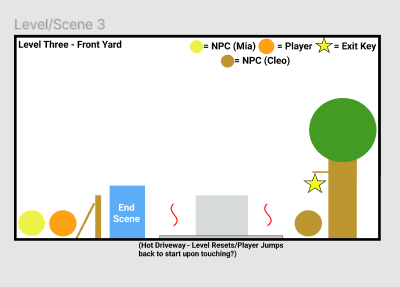 Level/Scene 3
Level Three - Front Yard
= NPC (Mia) = Player = Exit Key
= NPC (Cleo)
End
Scene
(Hot Driveway - Level Resets/Player Jumps
back to start upon touching?)